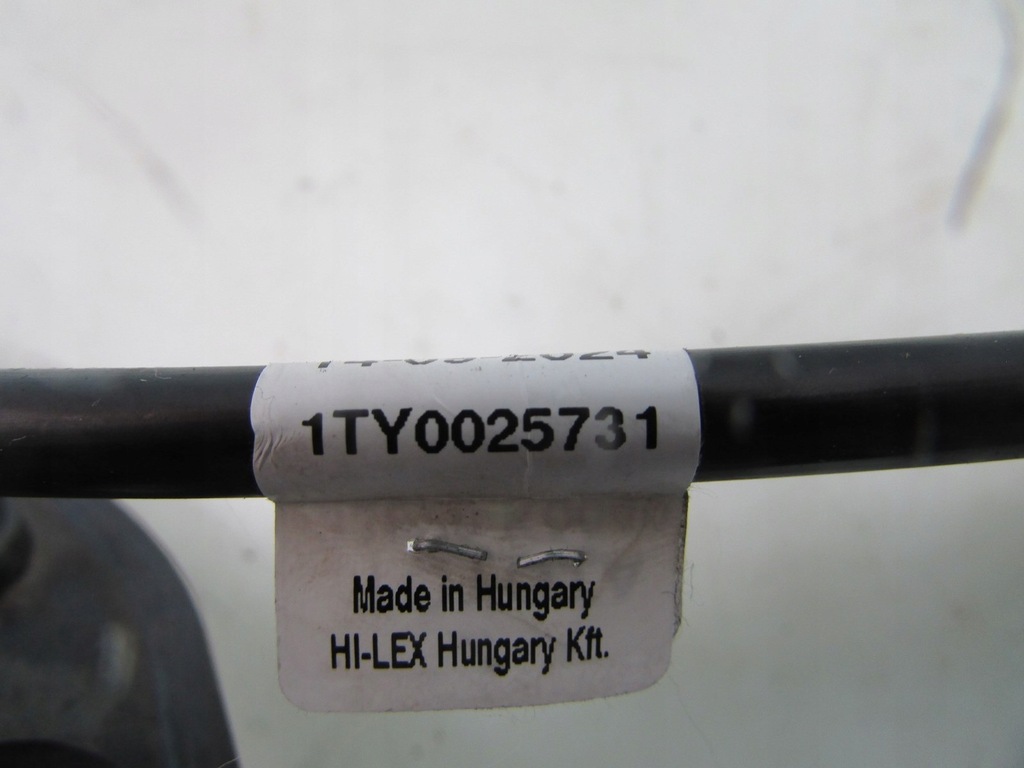 1TY0025731
Made in Hungary
HI-LEX Hungary Kft.